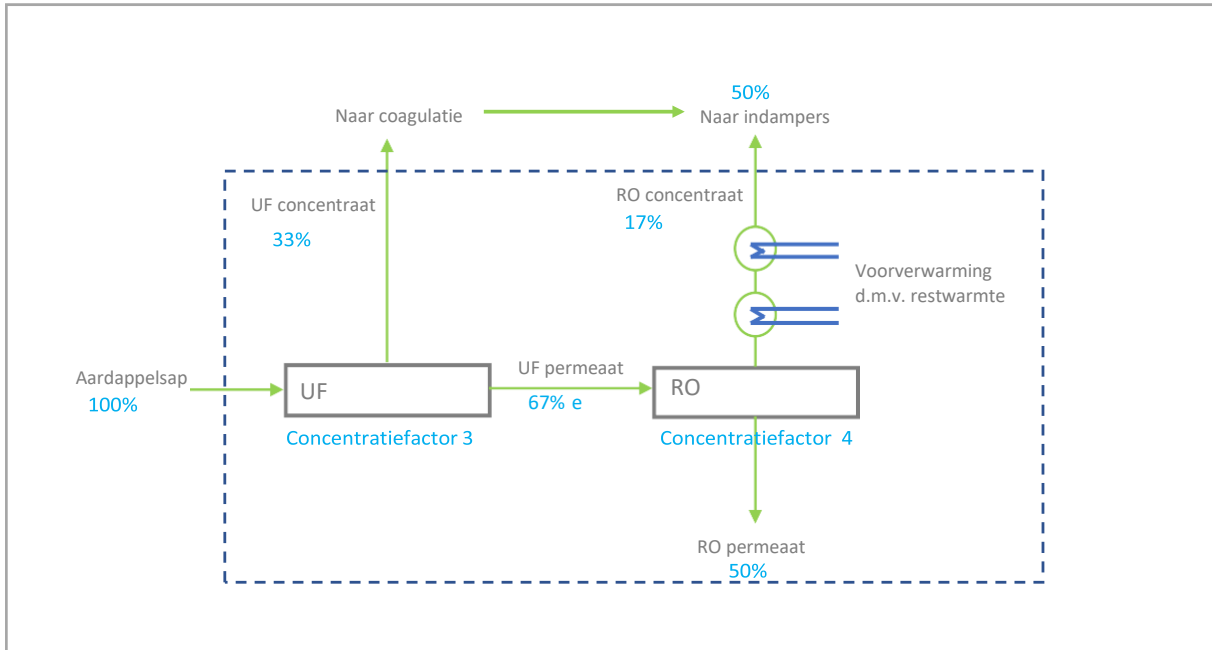 50%
Naar coagulatie
Naar indampers
UF concentraat
33%
RO concentraat
17%
Voorverwarming
d.m.v. restwarmte
Aardappelsap
100%
UF
Concentratiefactor 3
UF permeaat
67% e
RO
Concentratiefactor 4
RO permeaat
50%